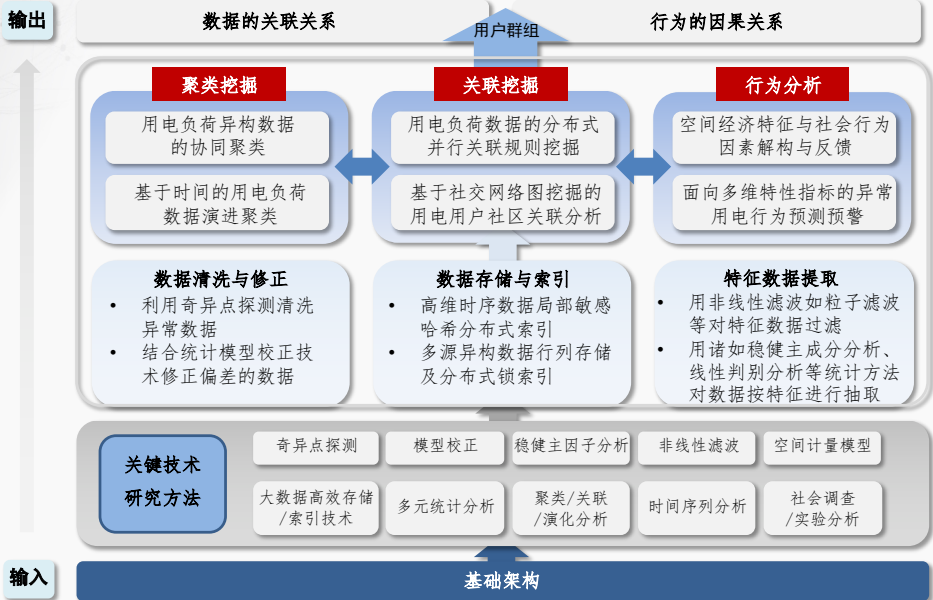 输出
数据的关联关系
用户群组
行为的因果关系
聚类挖掘
关联挖掘
行为分析
用电负荷异构数据
的协同聚类
用电负荷数据的分布式
并行关联规则挖掘
空间经济特征与社会行为
因素解构与反馈
基于时间的用电负荷
数据演进聚类
基于社交网络图挖掘的
用电用户社区关联分析
面向多维特性指标的异常
用电行为预测预警
数据清洗与修正
• 利用奇异点探测清洗
异常数据
• 结合统计模型校正技
术修正偏差的数据
数据存储与索引
• 高维时序数据局部敏感
哈希分布式索引
• 多源异构数据行列存储
及分布式锁索引
特征数据提取
• 用非线性滤波如粒子滤波
等对特征数据过滤
• 用诸如稳健主成分分析、
线性判别分析等统计方法
对数据按特征进行抽取
关键技术
研究方法
奇异点探测
模型校正
稳健主因子分析
非线性滤波
空间计量模型
大数据高效存储
/索引技术
多元统计分析
聚类/关联
/演化分析
时间序列分析
社会调查
/实验分析
输入
基础架构